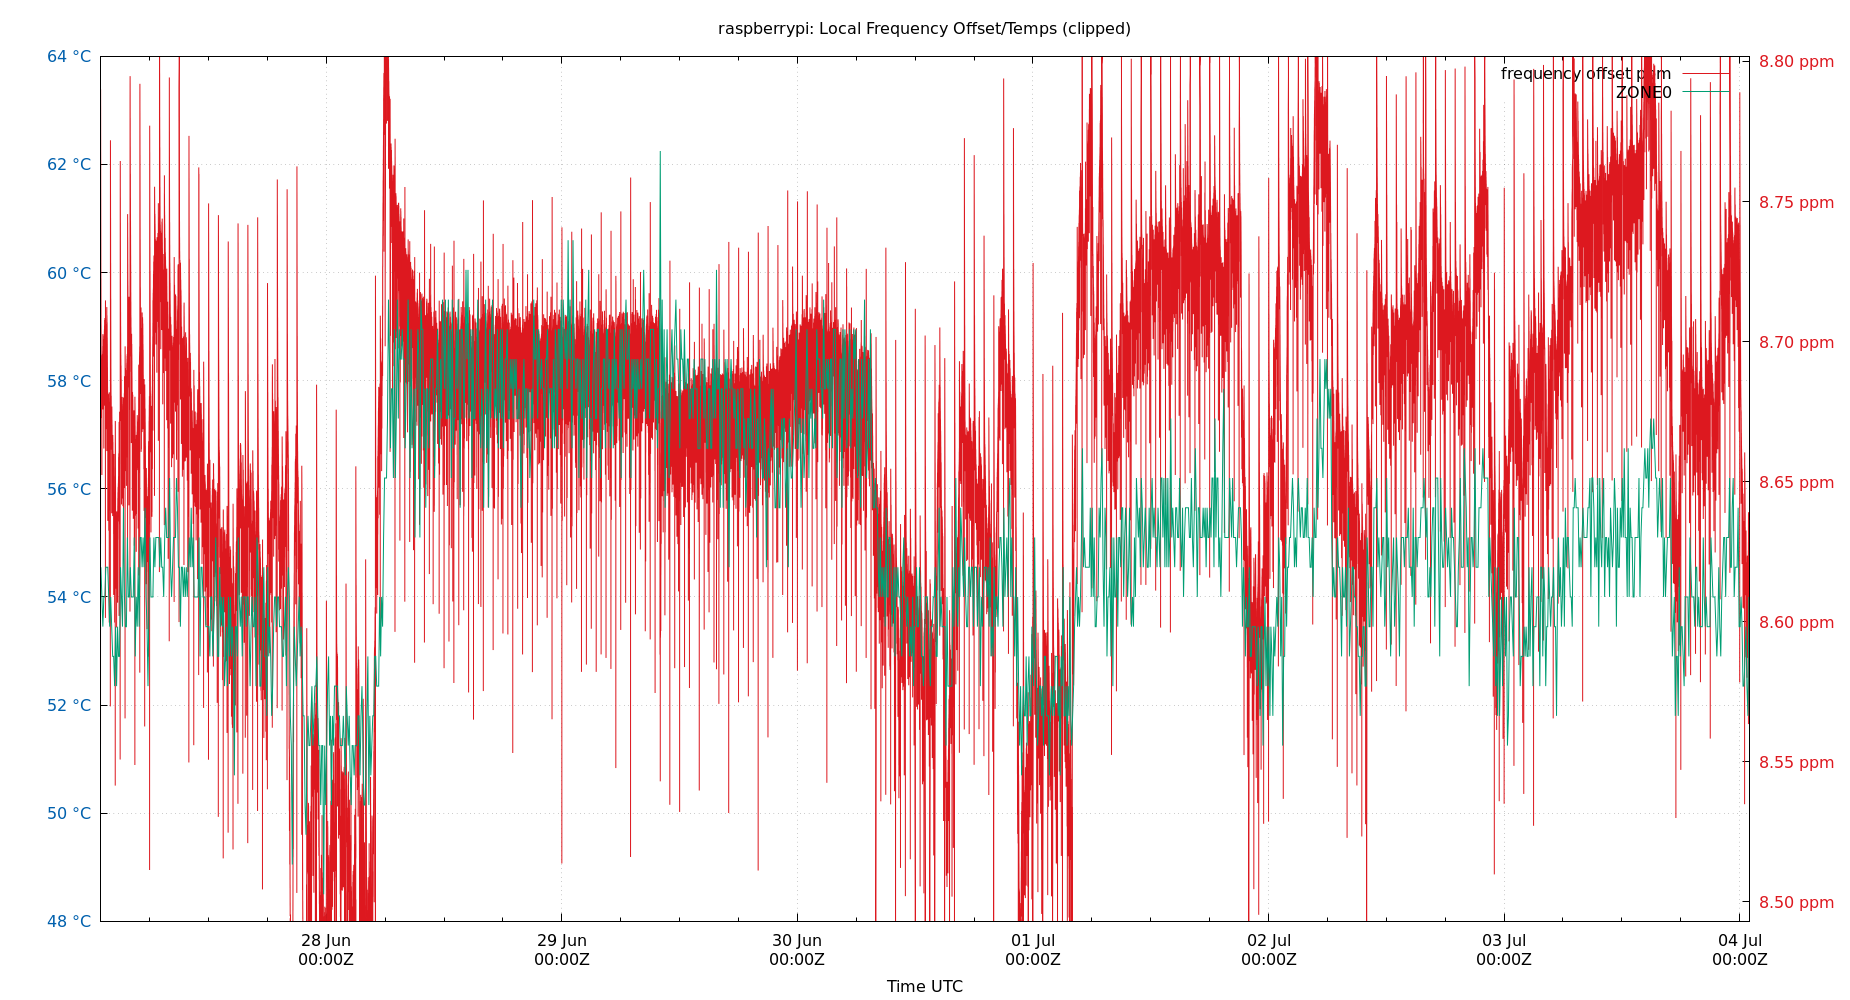 raspberrypi: Local Frequency Offset/Temps (clipped)
64 °C
62 °C
60 °C
58 °C
56 °C
54 °C
52 °C
50 °C
48 °C
8.80 ppm
8.75 ppm
8.70 ppm
8.65 ppm
8.60 ppm
8.55 ppm
8.50 ppm
frequency offset ppm
ZONE0
28 Jun
00:00Z
29 Jun
00:00Z
30 Jun
00:00Z
01 Jul
00:00Z
02 Jul
00:00Z
03 Jul
00:00Z
04 Jul
00:00Z
Time UTC